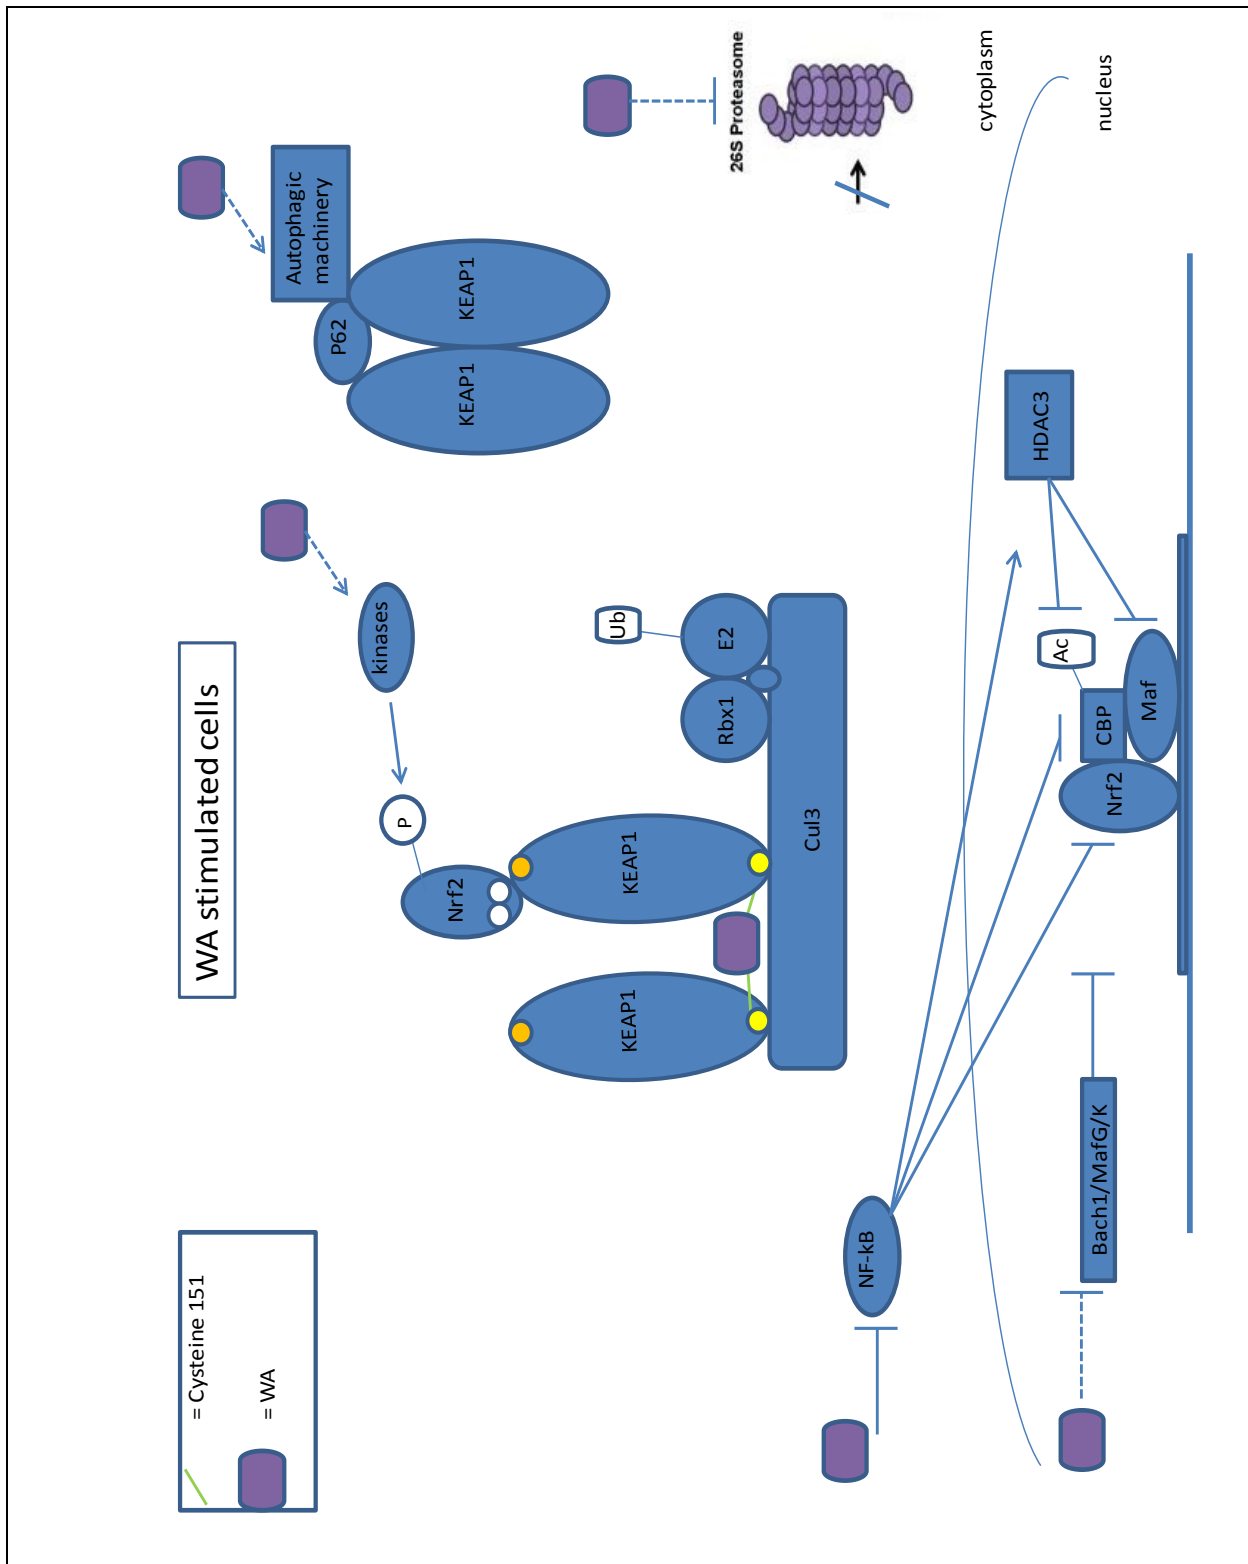 WA stimulated cells
= Cysteine 151
= WA
kinases
P
Nrf2
KEAP1
KEAP1
Autophagic
machinery
P62
KEAP1
KEAP1
Ub
E2
Rbx1
Cul3
26S Proteasome
cytoplasm
nucleus
NF-kB
HDAC3
Ac
CBP
Maf
Nrf2
Bach1/MafG/K